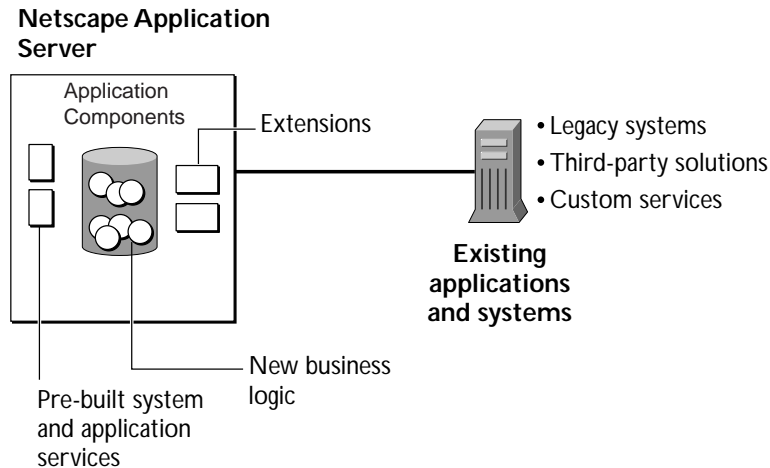 Netscape Application
Server
Application
Components
Extensions
• Legacy systems
• Third-party solutions
• Custom services
Existing
applications
and systems
New business
logic
Pre-built system
and application
services